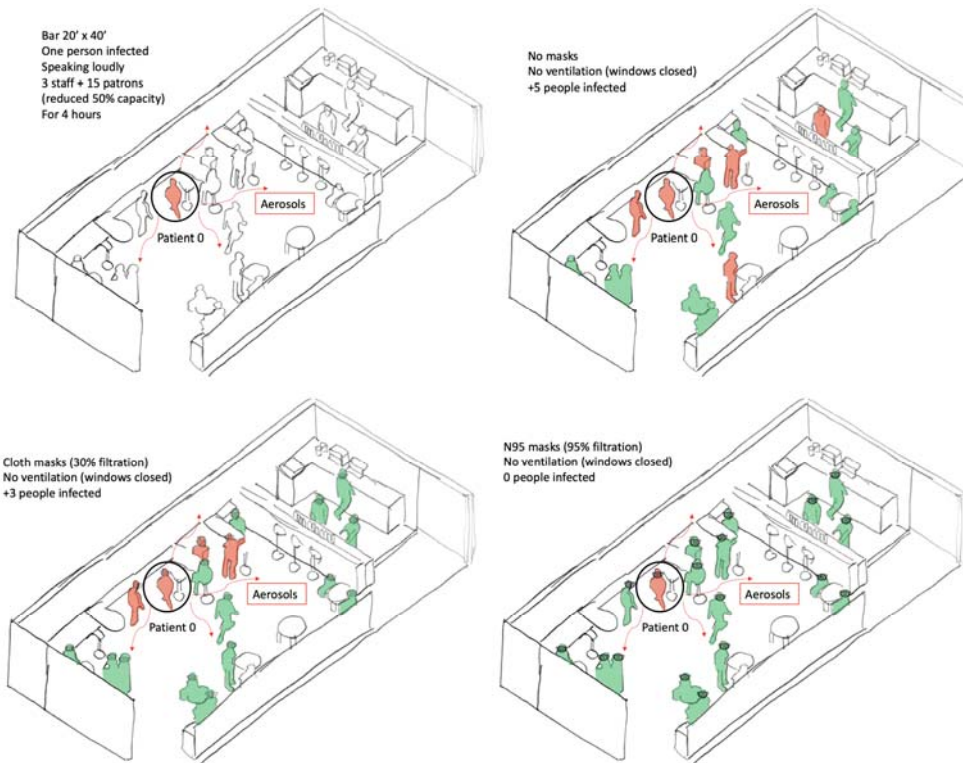 Bar 20' x 40'
One person infected
Speaking loudly
3 staff + 15 patrons
(reduced 50% capacity)
For 4 hours
Aerosols
Patient 0
No masks
No ventilation (windows closed)
+5 people infected
Aerosols
Patient 0
Cloth masks (30% filtration)
No ventilation (windows closed)
+3 people infected
Aerosols
Patient 0
N95 masks (95% filtration)
No ventilation (windows closed)
0 people infected
Aerosols
Patient 0